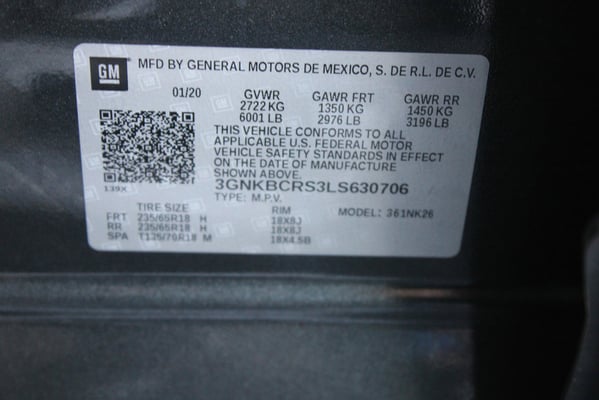 GM MFD BY GENERAL MOTORS DE MEXICO, S. DE R.L. DE C.V.
01/20 GVWR GAWR FRT GAWR RR
2722 KG 1350 KG 1450 KG
6001 LB 2976 LB 3196 LB
THIS VEHICLE CONFORMS TO ALL
APPLICABLE U.S. FEDERAL MOTOR
VEHICLE SAFETY STANDARDS IN EFFECT
ON THE DATE OF MANUFACTURE
SHOWN ABOVE.
139X 3GNKBCRS3LS630706
TYPE: M.P.V.
TIRE SIZE RIM MODEL: 361NK26
FRT 235/65R18 H 18X8J
RR 235/65R18 H 18X8J
SPA T135/70R18 M 18X4.5B